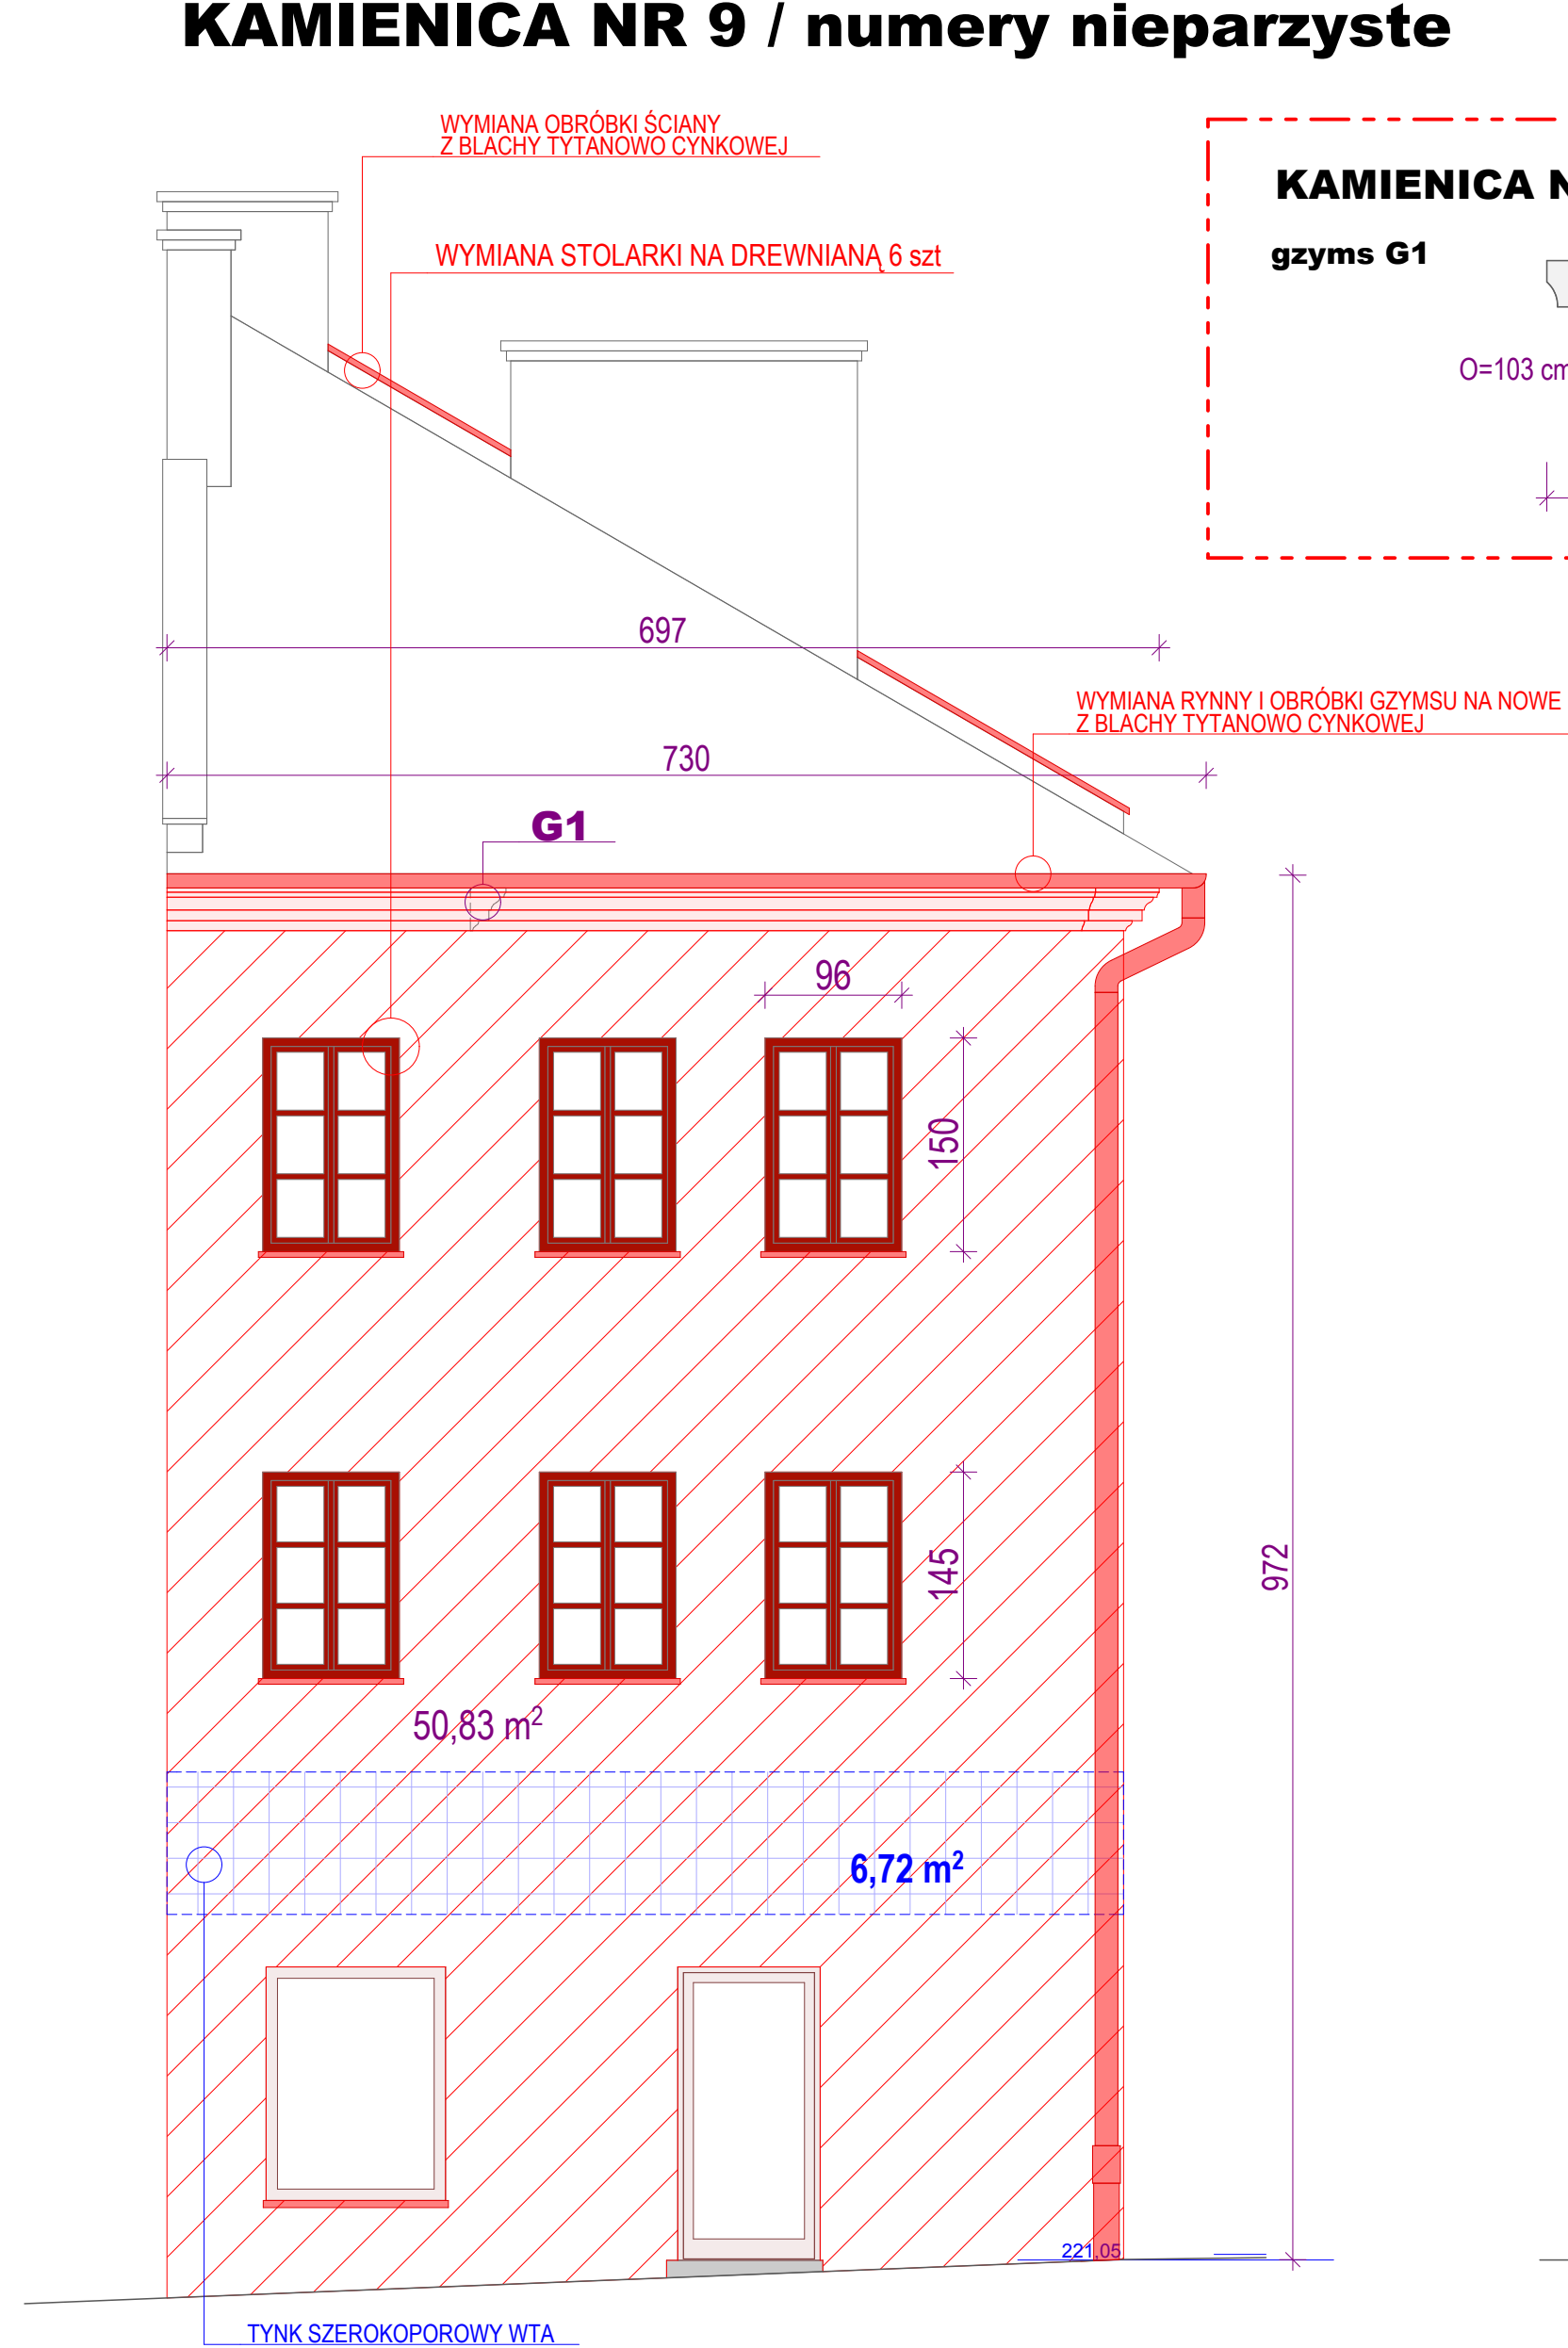 KAMIENICA NR 9 / numery nieparzyste
WYMIANA OBRÓBKI ŚCIANY
Z BLACHY TYTANOWO CYNKOWEJ
WYMIANA STOLARKI NA DREWNIANĄ 6 szt
KAMIENICA
gzyms G1
O=103 cm
697
WYMIANA RYNNY I OBRÓBKI GZYMSU NA NOWE
Z BLACHY TYTANOWO CYNKOWEJ
730
G1
96
150
145
972
50,83 m²
6,72 m²
221,05
TYNK SZEROKOPOROWY WTA